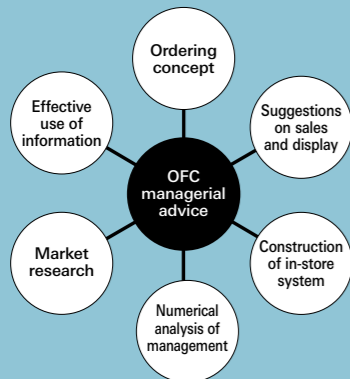 Ordering
concept
Suggestions
on sales
and display
Construction
of in-store
system
Numerical
analysis of
management
Market
research
Effective
use of
information
OFC
managerial
advice